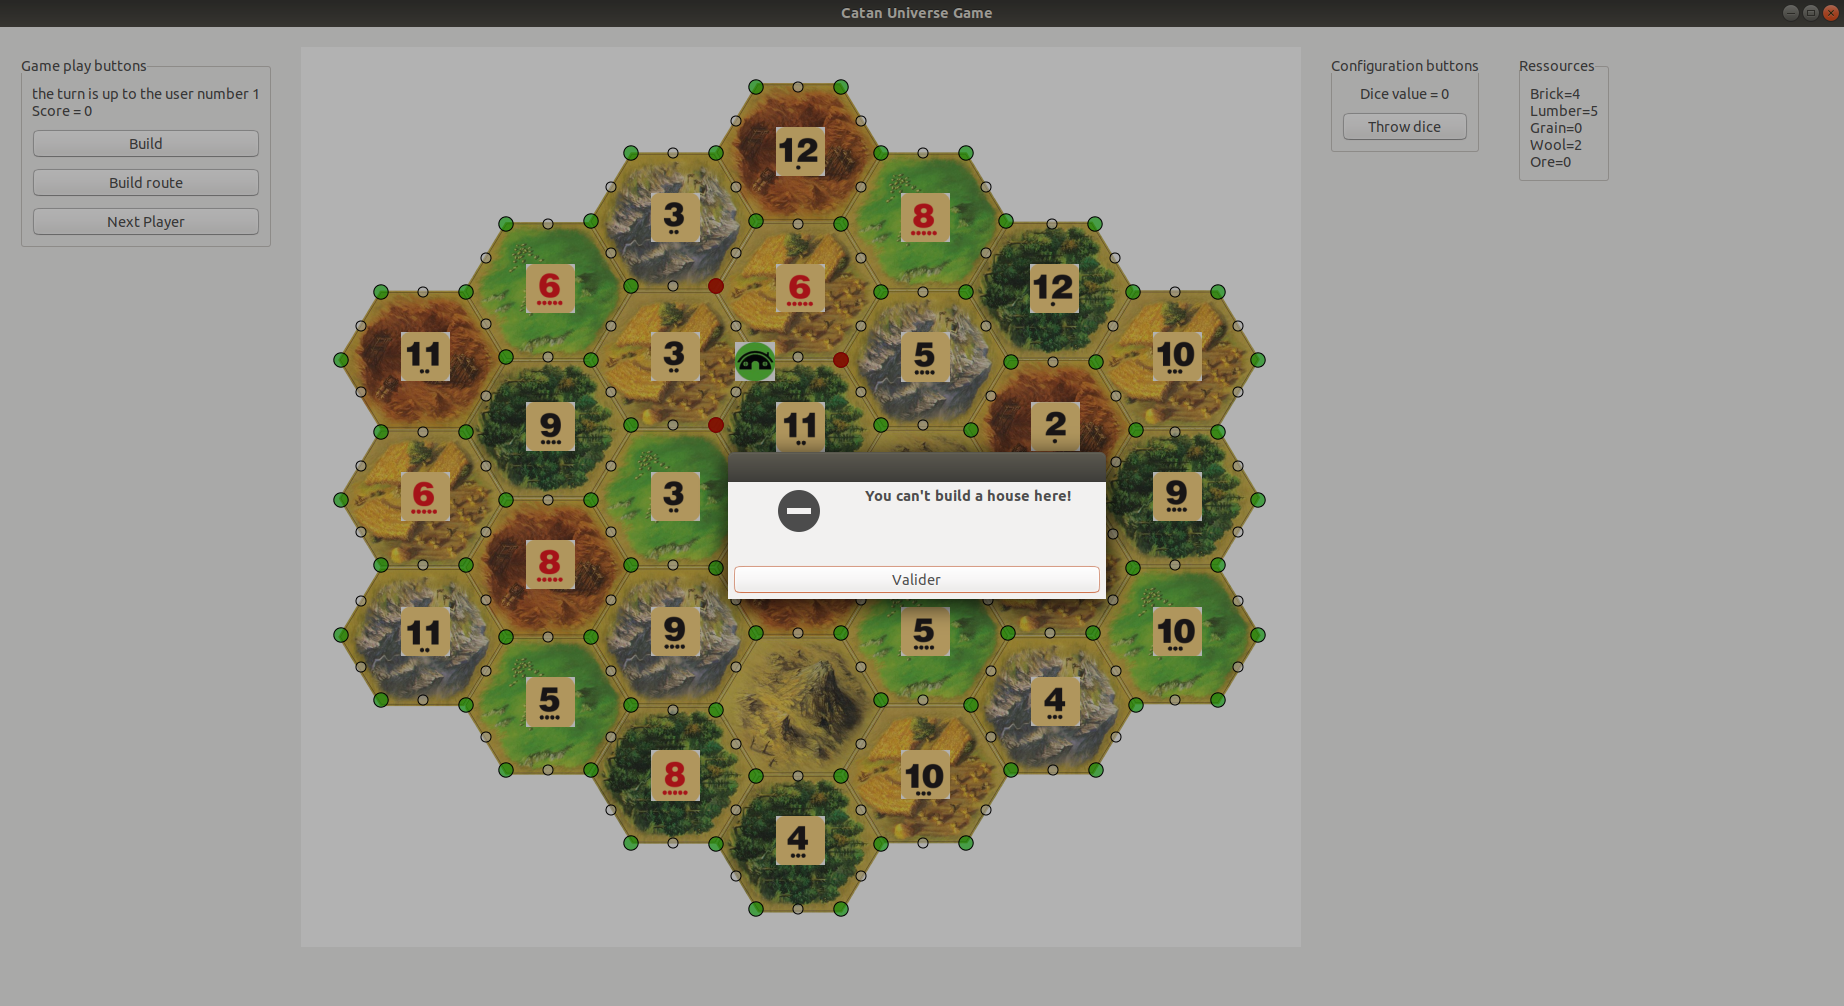 Catan Universe Game
Game play buttons
the turn is up to the user number 1
Score = 0
Build
Build route
Next Player
Configuration buttons
Dice value = 0
Throw dice
Ressources
Brick=4
Lumber=5
Grain=0
Wool=2
Ore=0
12
3
8
6
6
12
11
3
5
10
9
11
2
6
3
9
8
11
9
5
10
5
4
8
10
4
You can't build a house here!
Valider